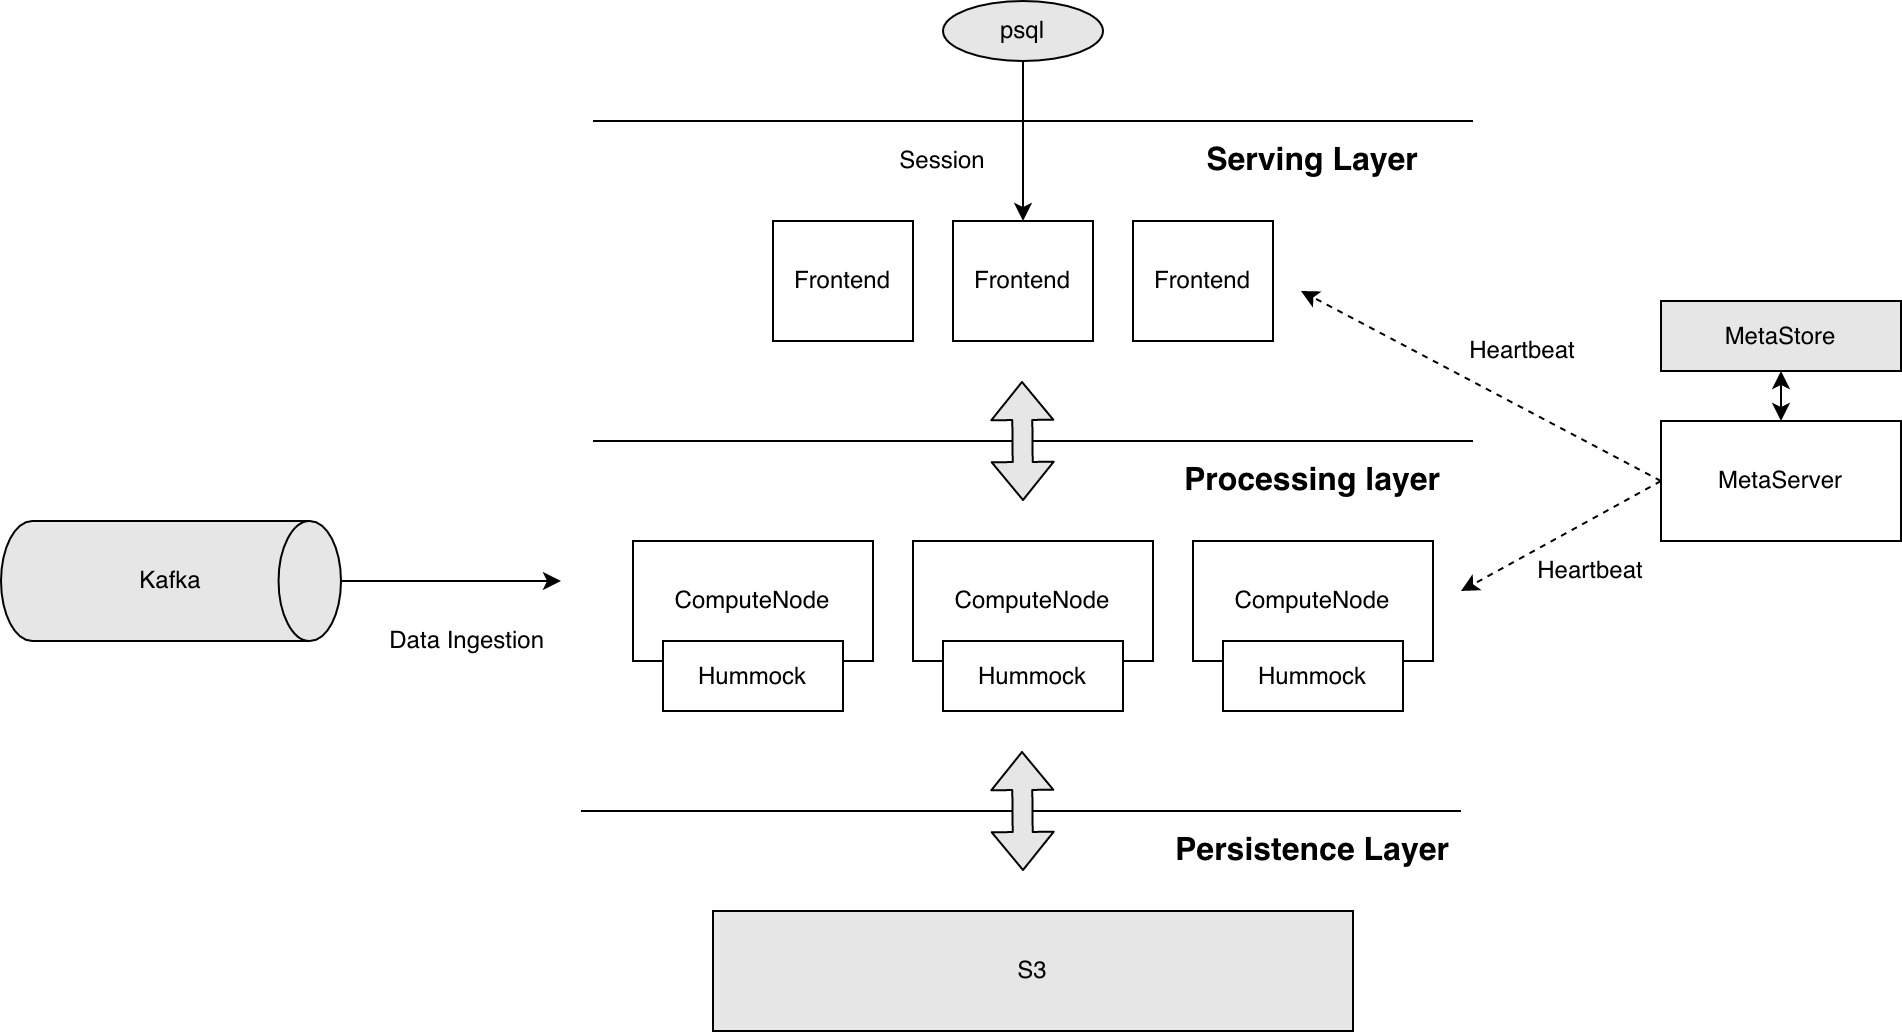 psql
Session
Serving Layer
Frontend
Frontend
Frontend
Heartbeat
MetaStore
MetaServer
Processing layer
Heartbeat
Kafka
Data Ingestion
ComputeNode
ComputeNode
ComputeNode
Hummock
Hummock
Hummock
Persistence Layer
S3